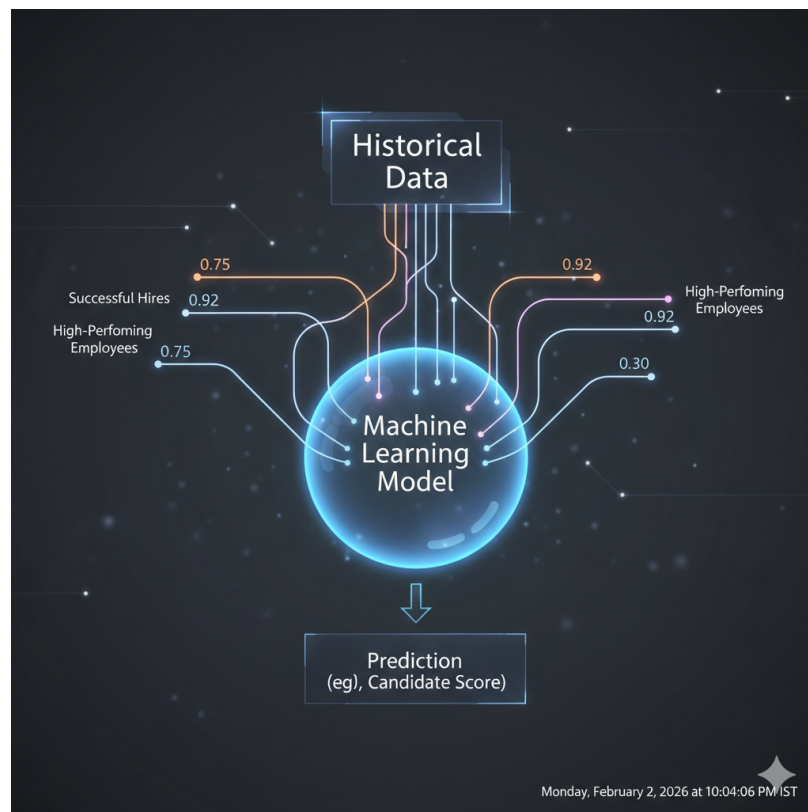 Historical
Data
0.75
0.92
Successful Hires
0.92
High-Perfoming
Employees
High-Perfoming
Employees
0.92
0.75
0.30
Machine
Learning
Model
Prediction
(eg), Candidate Score)
Monday, February 2, 2026 at 10:04:06 PM IST